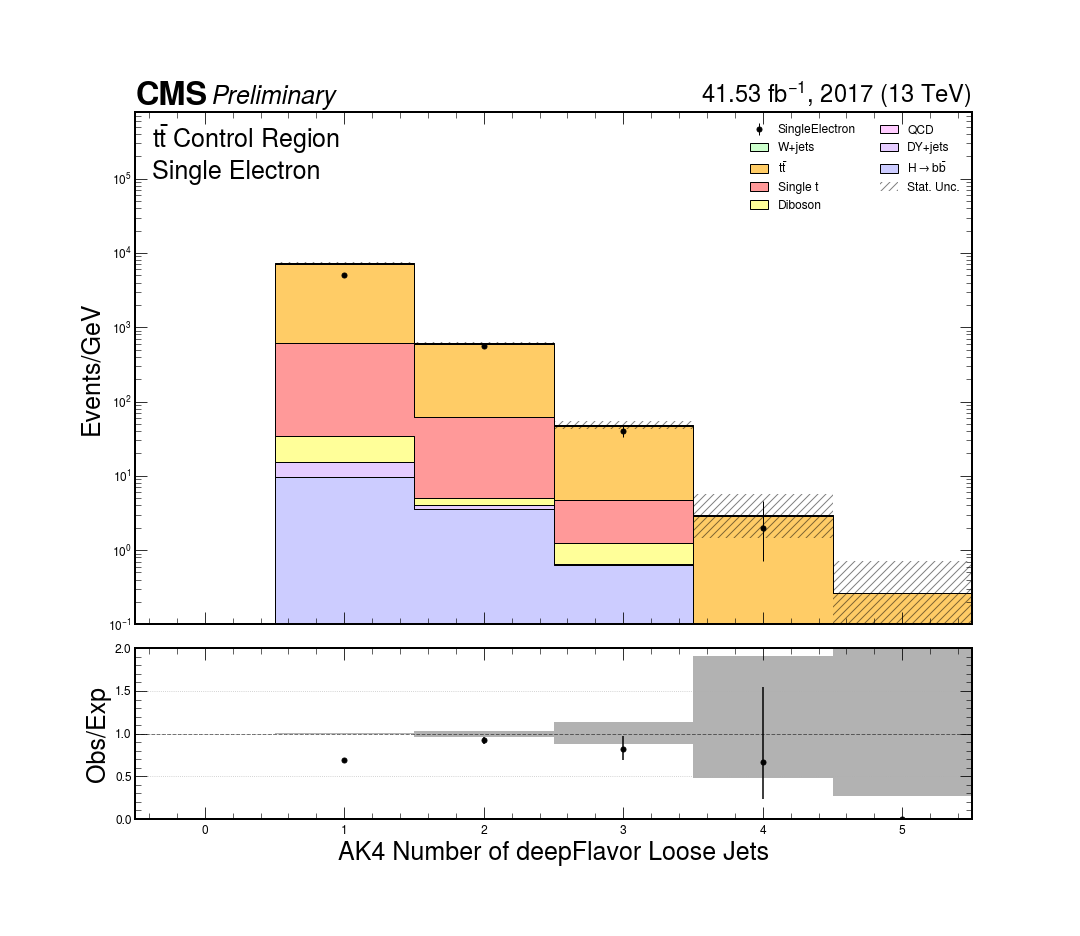 CMS Preliminary
41.53 fb⁻¹, 2017 (13 TeV)
tt̄ Control Region
Single Electron
SingleElectron
W+jets
tt̄
Single t
Diboson
QCD
DY+jets
H→bb̄
Stat. Unc.
Events/GeV
10⁵
10⁴
10³
10²
10¹
10⁰
10⁻¹
Obs/Exp
2.0
1.5
1.0
0.5
0.0
0 1 2 3 4 5
AK4 Number of deepFlavor Loose Jets